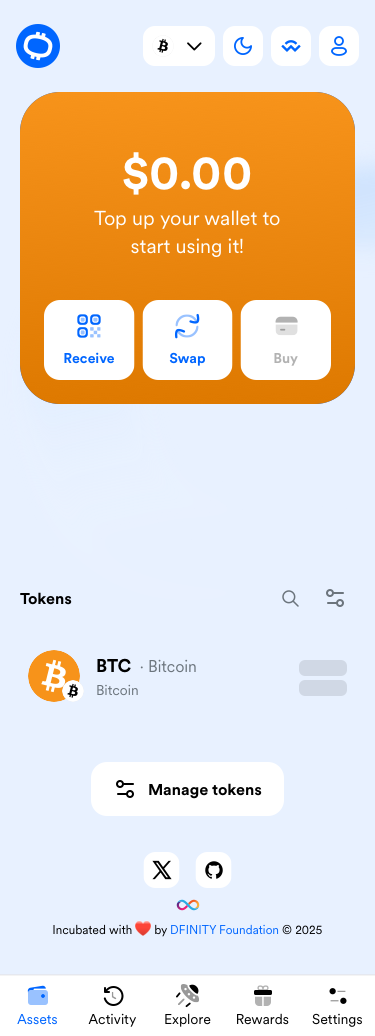 $0.00
Top up your wallet to
start using it!
Receive
Swap
Buy
Tokens
BTC · Bitcoin
Bitcoin
Manage tokens
Incubated with ❤️ by DFINITY Foundation © 2025
Assets
Activity
Explore
Rewards
Settings